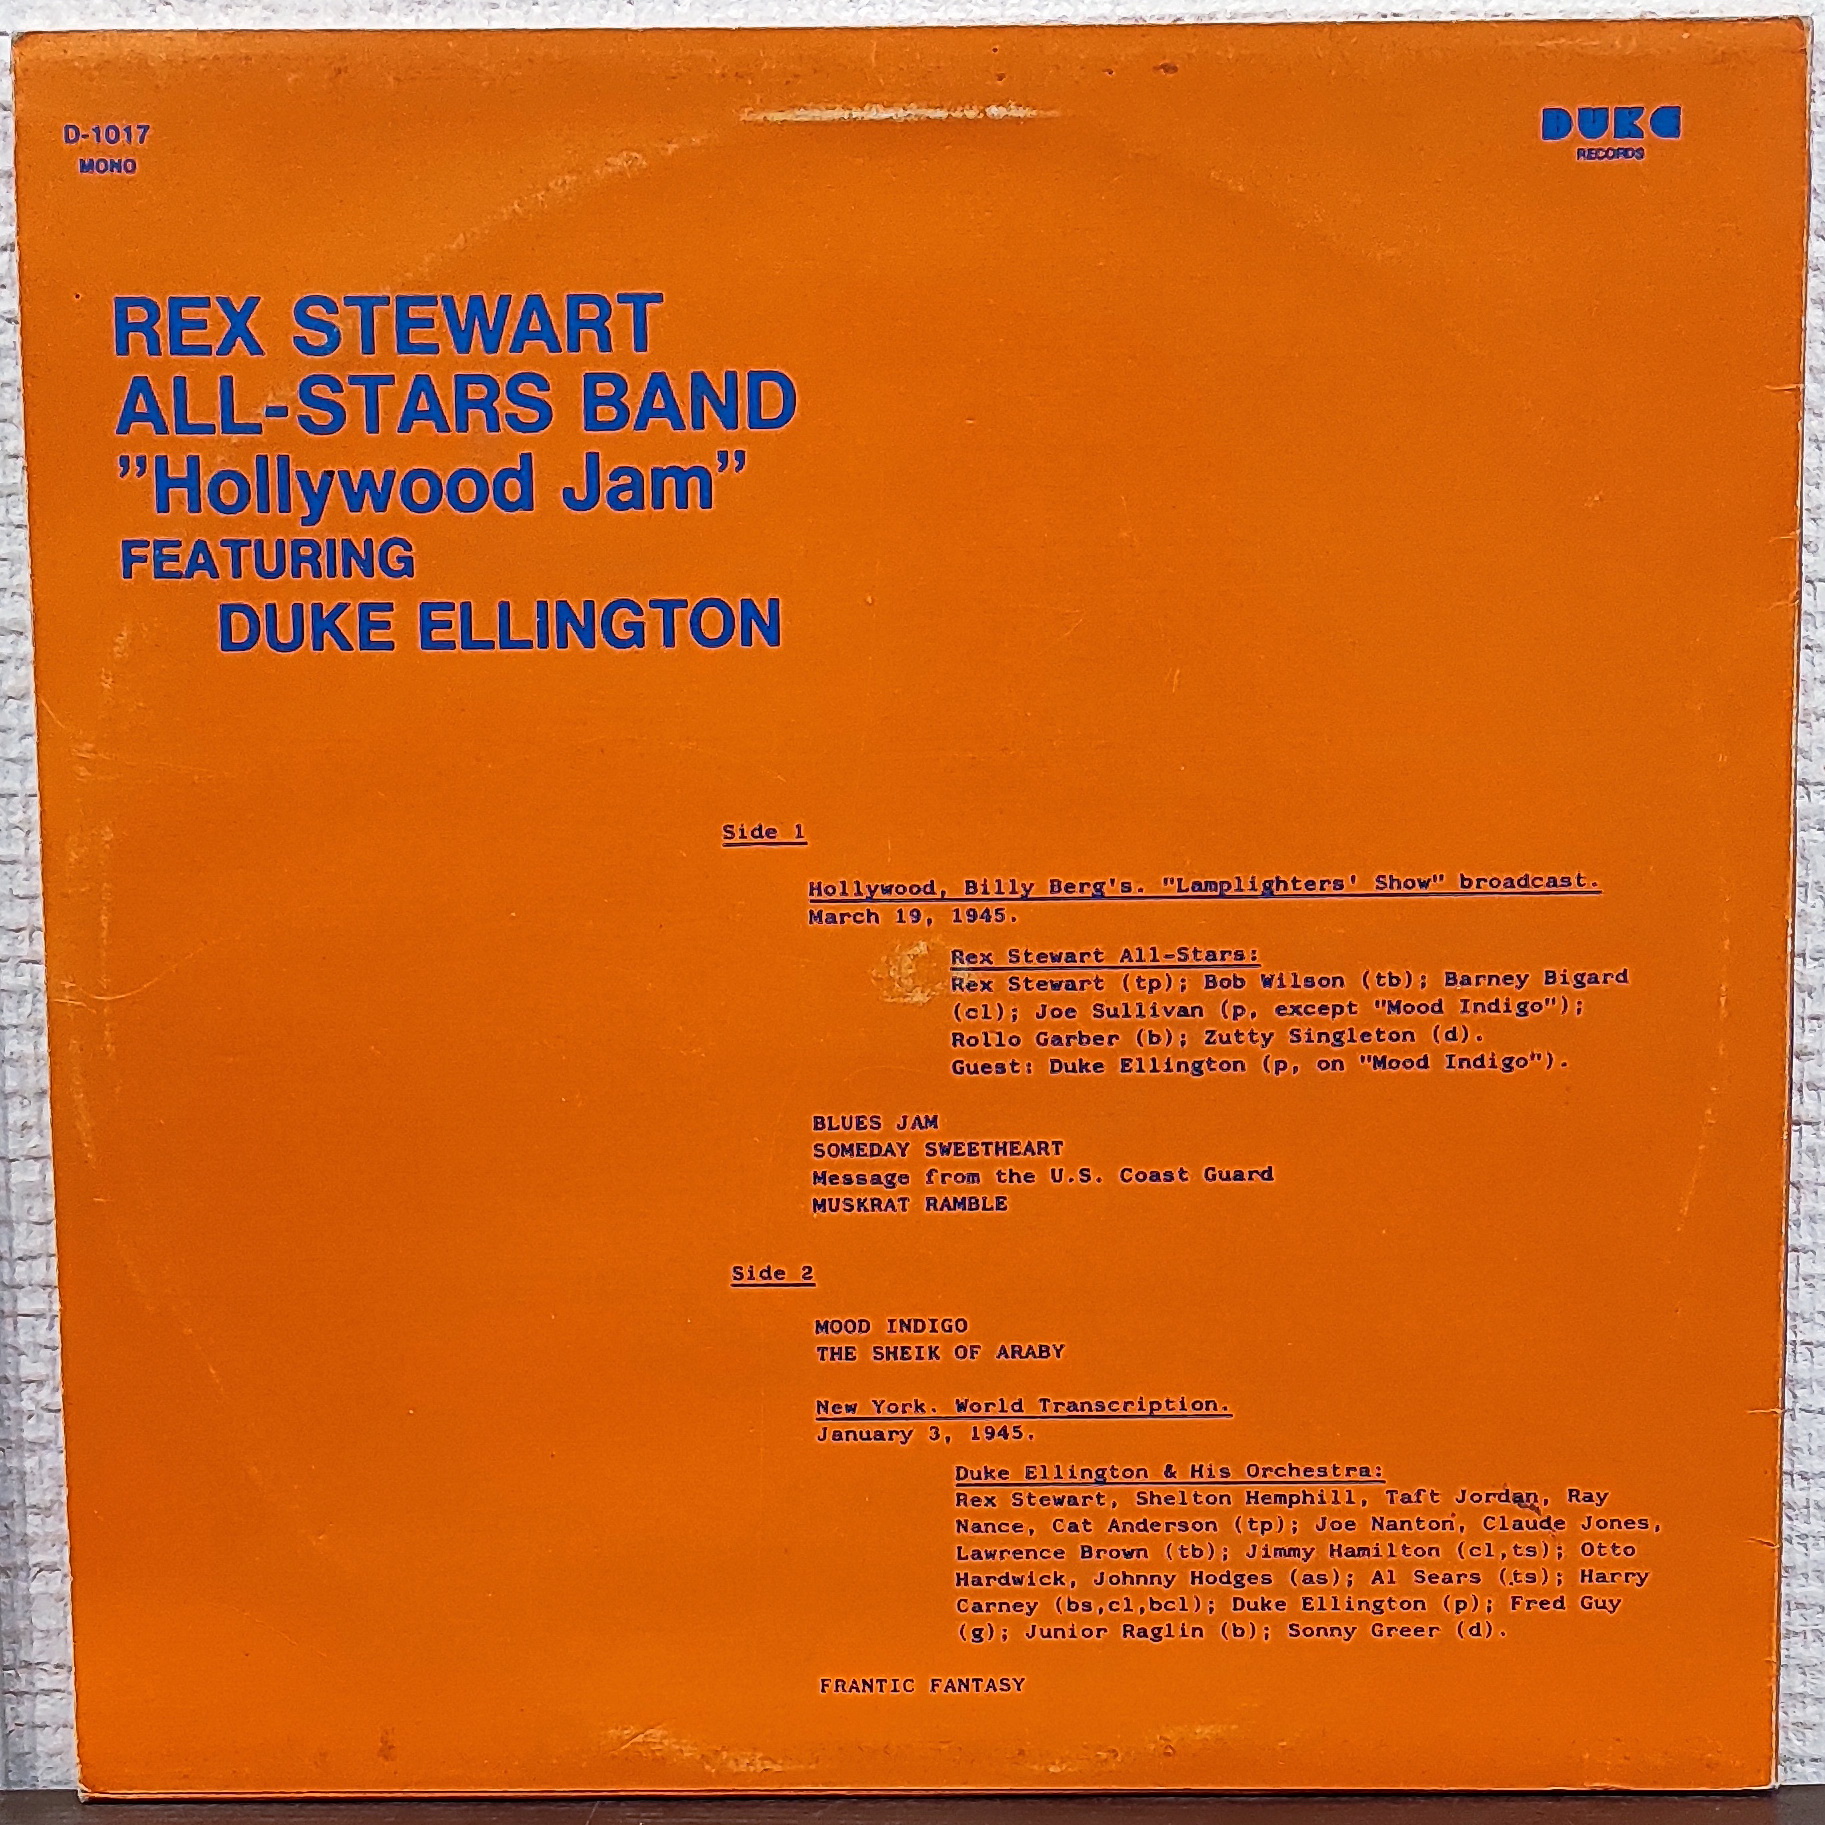 D-1017
MONO
DUKE
RECORDS
REX STEWART
ALL-STARS BAND
"Hollywood Jam"
FEATURING
DUKE ELLINGTON
Side 1
Hollywood, Billy Berg's. "Lamplighters' Show" broadcast.
March 19, 1945.
Rex Stewart All-Stars:
Rex Stewart (tp); Bob Wilson (tb); Barney Bigard
(cl); Joe Sullivan (p, except "Mood Indigo");
Rollo Garber (b); Zutty Singleton (d).
Guest: Duke Ellington (p, on "Mood Indigo").
BLUES JAM
SOMEDAY SWEETHEART
Message from the U.S. Coast Guard
MUSKRAT RAMBLE
Side 2
MOOD INDIGO
THE SHEIK OF ARABY
New York. World Transcription.
January 3, 1945.
Duke Ellington & His Orchestra:
Rex Stewart, Shelton Hemphill, Taft Jordan, Ray
Nance, Cat Anderson (tp); Joe Nanton, Claude Jones,
Lawrence Brown (tb); Jimmy Hamilton (cl,ts); Otto
Hardwick, Johnny Hodges (as); Al Sears (ts); Harry
Carney (bs,cl,bcl); Duke Ellington (p); Fred Guy
(g); Junior Raglin (b); Sonny Greer (d).
FRANTIC FANTASY